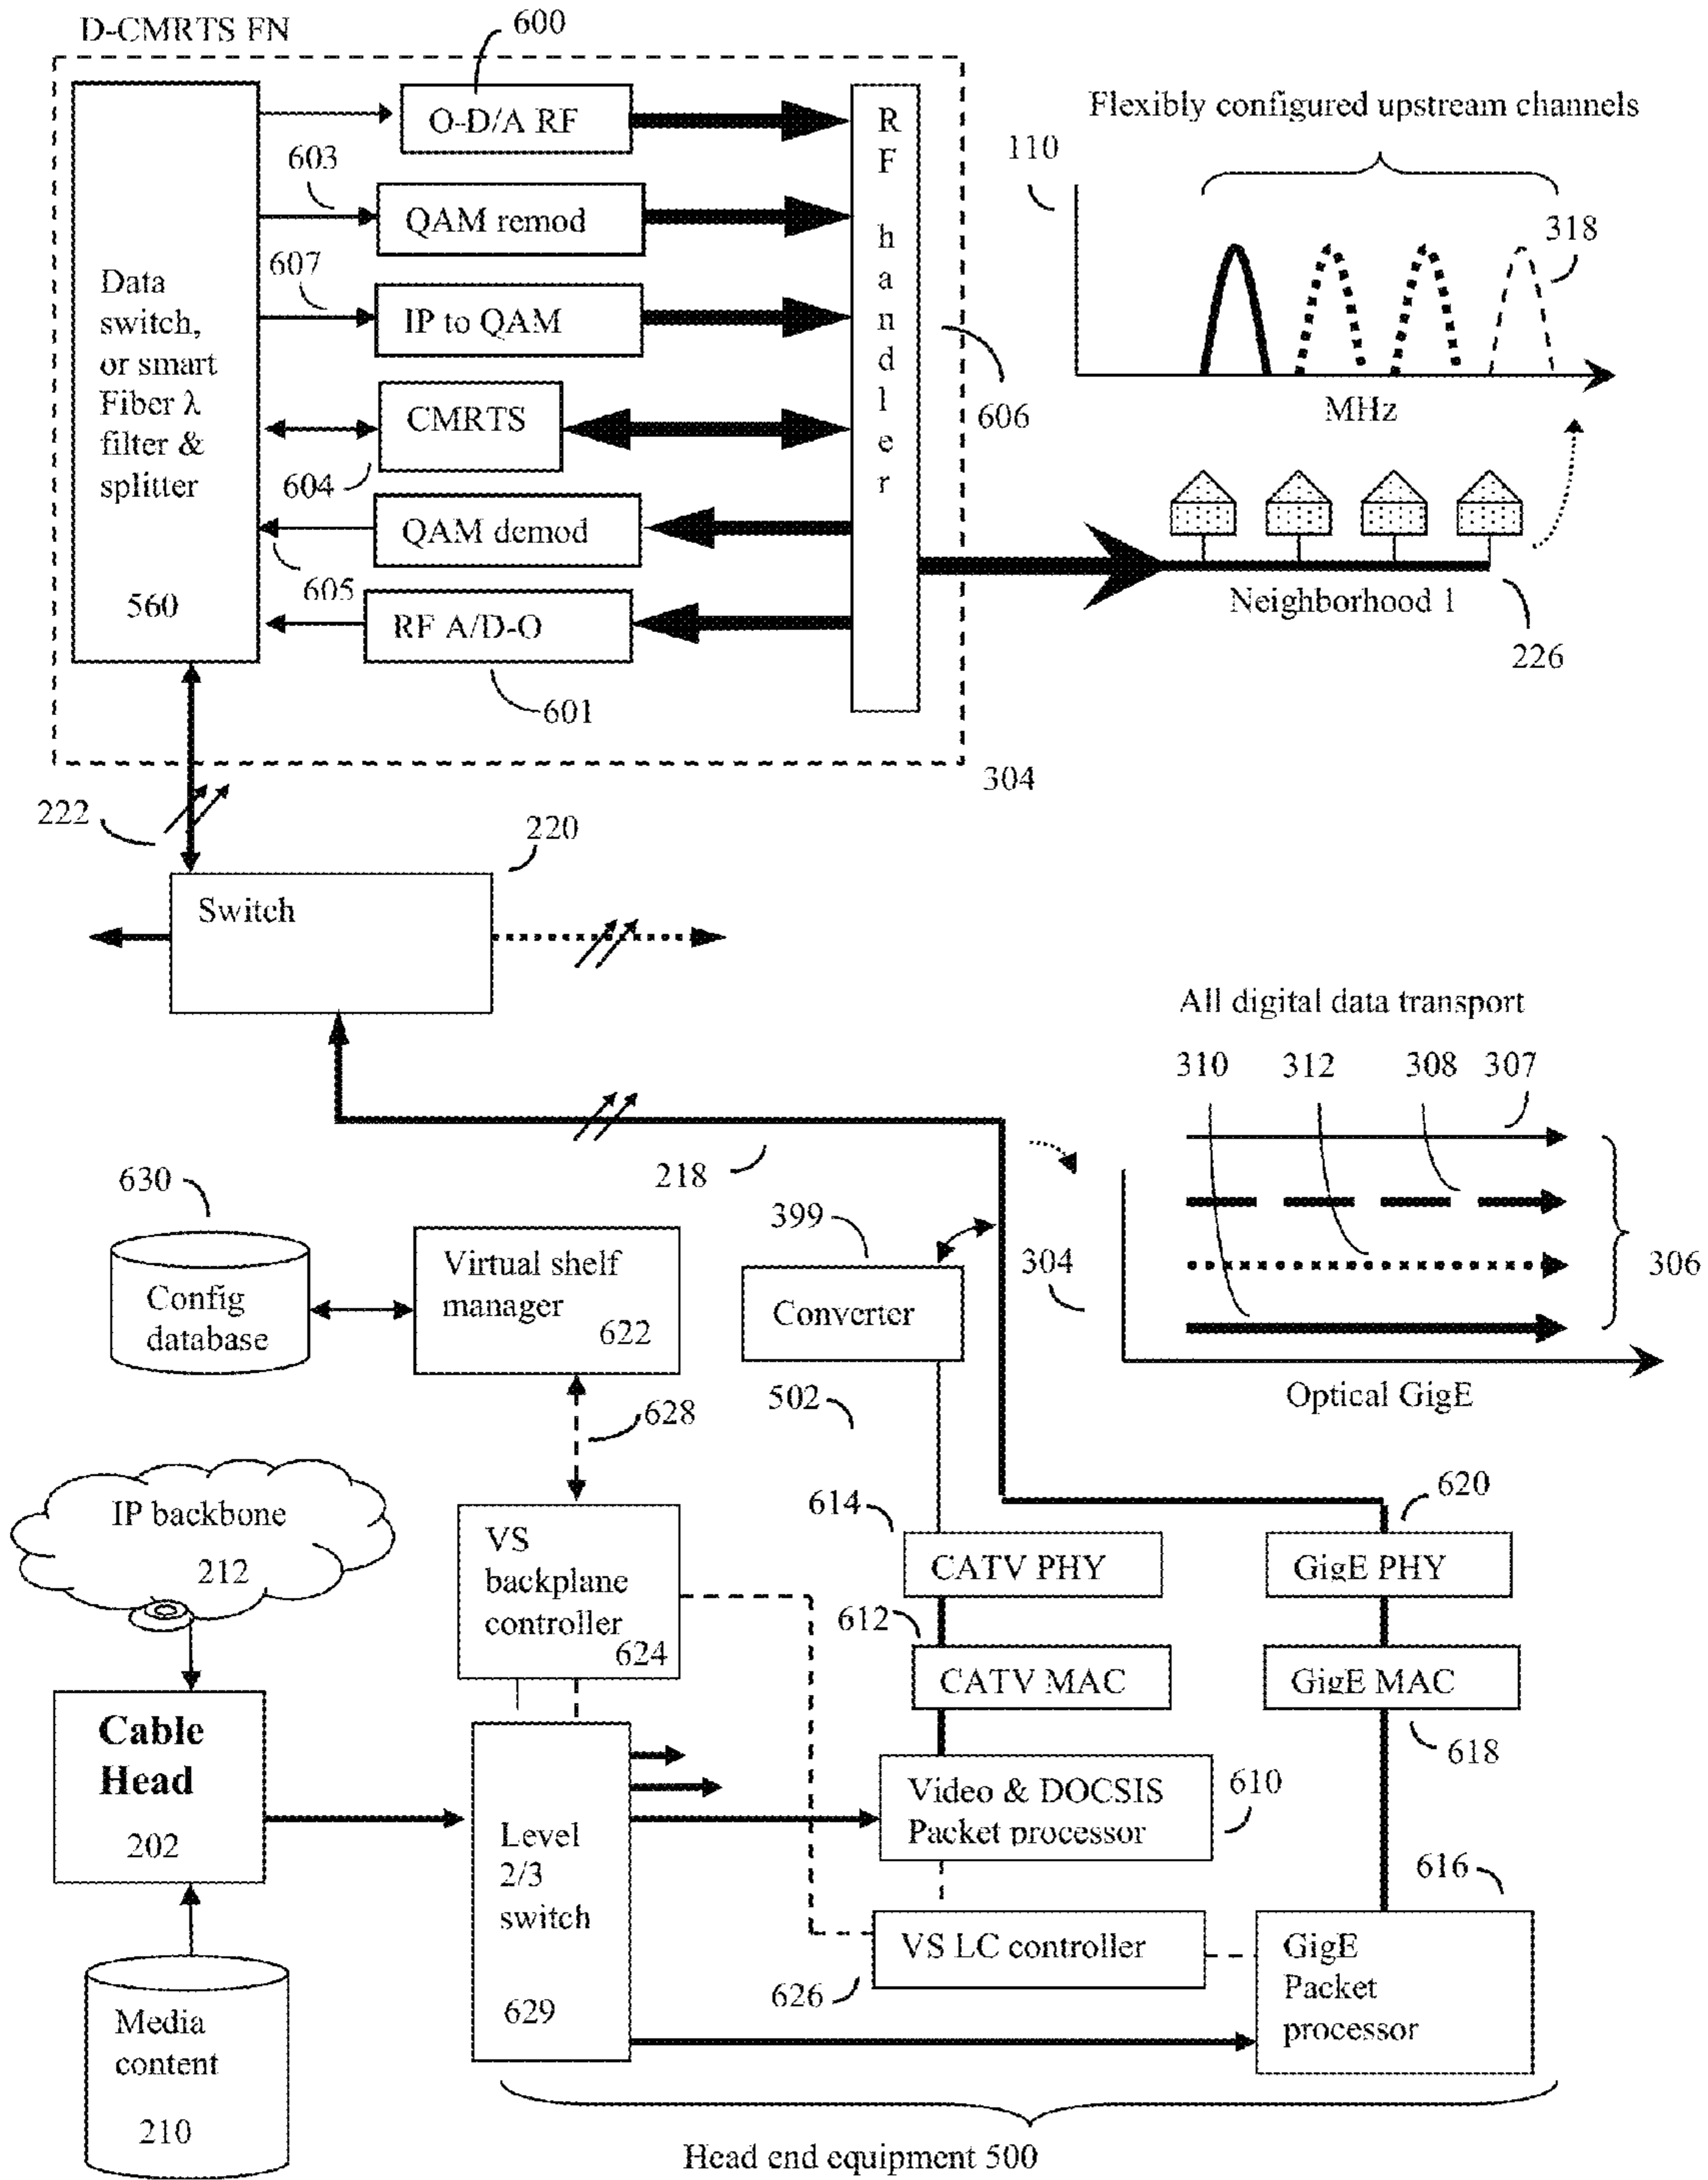 D-CMRTS FN
600
O-D/A RF
603
QAM remod
607
IP to QAM
CMRTS
604
QAM demod
605
RF A/D-O
601
Data
switch,
or smart
Fiber λ
filter &
splitter
560
R
F
h
a
n
d
l
e
r
606
304
Flexibly configured upstream channels
110
318
MHz
Neighborhood 1
226
222
220
Switch
218
All digital data transport
310 312 308 307
306
304
Optical GigE
630
Config
database
Virtual shelf
manager
622
399
Converter
502
628
IP backbone
212
VS
backplane
controller
624
614
CATV PHY
620
GigE PHY
612
CATV MAC
GigE MAC
618
Cable
Head
202
Level
2/3
switch
629
Video & DOCSIS
Packet processor
610
616
VS LC controller
626
GigE
Packet
processor
Media
content
210
Head end equipment 500